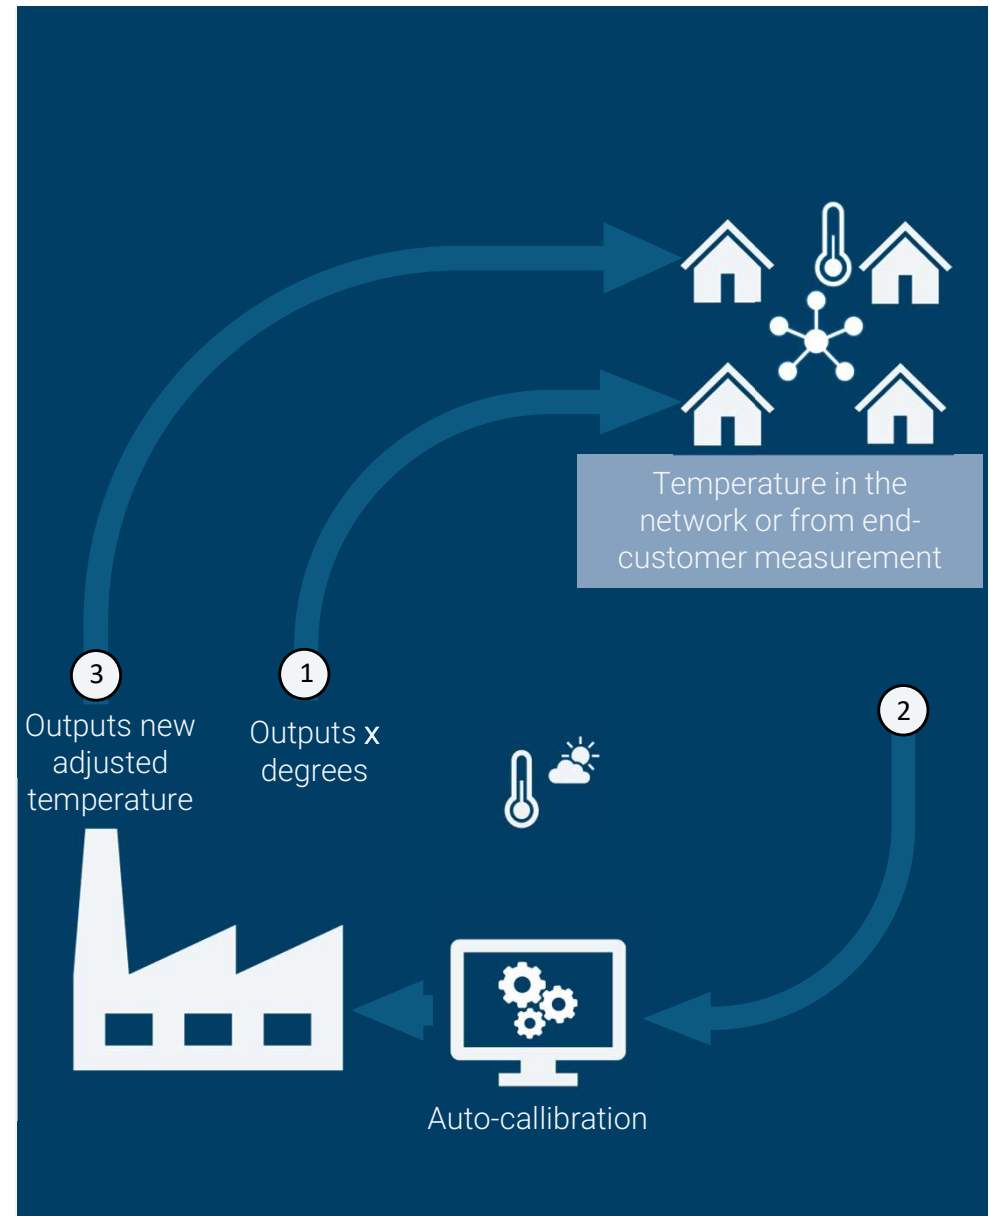 Temperature in the
network or from end-
customer measurement
3
Outputs new
adjusted
temperature
1
Outputs x
degrees
2
Auto-callibration